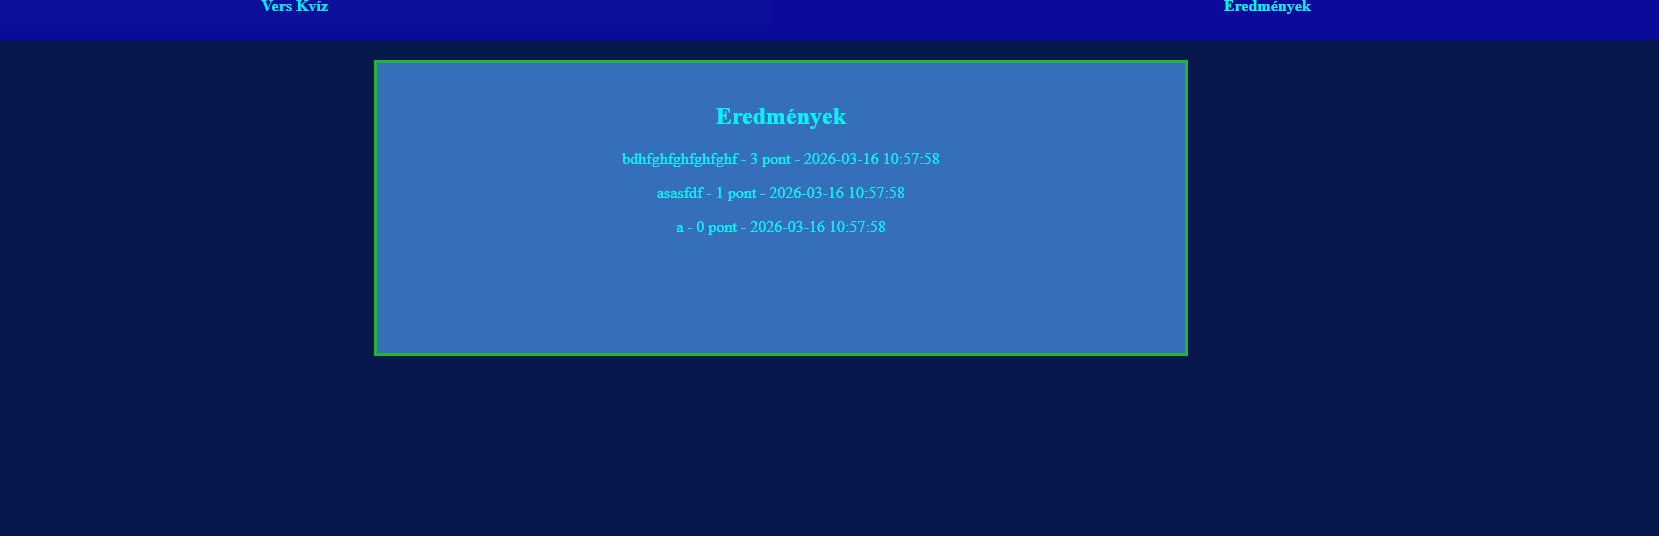 Vers Kvíz
Eredmények
Eredmények
bdhfghfghfghfghf - 3 pont - 2026-03-16 10:57:58
asasfdf - 1 pont - 2026-03-16 10:57:58
a - 0 pont - 2026-03-16 10:57:58